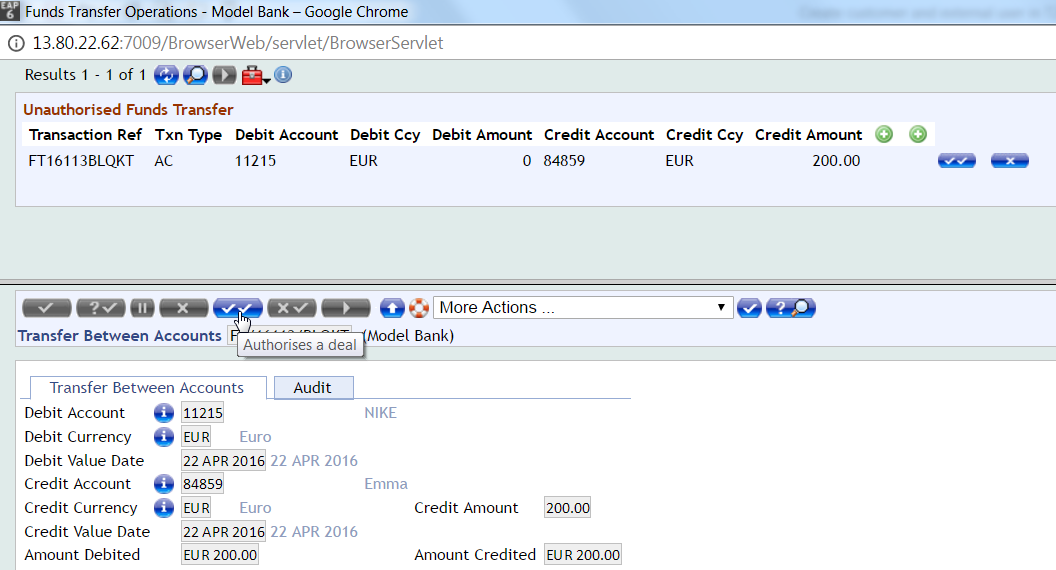 EAP
6
Funds Transfer Operations - Model Bank – Google Chrome
13.80.22.62:7009/BrowserWeb/servlet/BrowserServlet
Results 1 - 1 of 1
Unauthorised Funds Transfer
Transaction Ref Txn Type Debit Account Debit Ccy Debit Amount Credit Account Credit Ccy Credit Amount
FT16113BLQKT AC 11215 EUR 0 84859 EUR 200.00
More Actions ...
Transfer Between Accounts (Model Bank)
Authorises a deal
Transfer Between Accounts Audit
Debit Account 11215 NIKE
Debit Currency EUR Euro
Debit Value Date 22 APR 2016 22 APR 2016
Credit Account 84859 Emma
Credit Currency EUR Euro Credit Amount 200.00
Credit Value Date 22 APR 2016 22 APR 2016
Amount Debited EUR 200.00 Amount Credited EUR 200.00